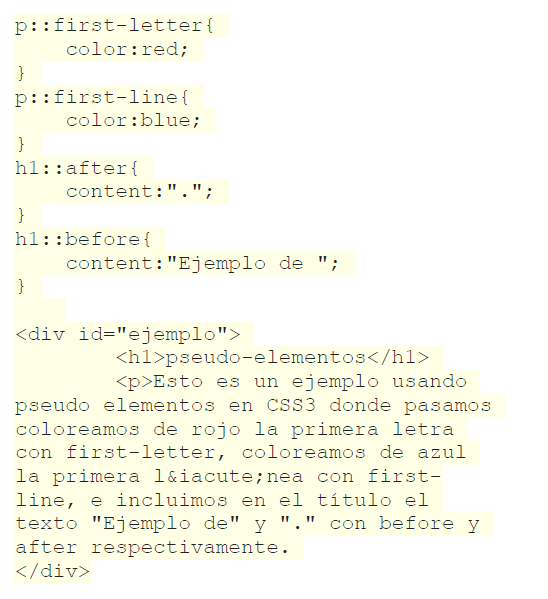 p::first-letter{
    color:red;
}
p::first-line{
    color:blue;
}
h1::after{
    content:".";
}
h1::before{
    content:"Ejemplo de ";
}

<div id="ejemplo">
        <h1>pseudo-elementos</h1>
        <p>Esto es un ejemplo usando
pseudo elementos en CSS3 donde pasamos
coloreamos de rojo la primera letra
con first-letter, coloreamos de azul
la primera l&iacute;nea con first-
line, e incluimos en el título el
texto "Ejemplo de" y "." con before y
after respectivamente.
</div>